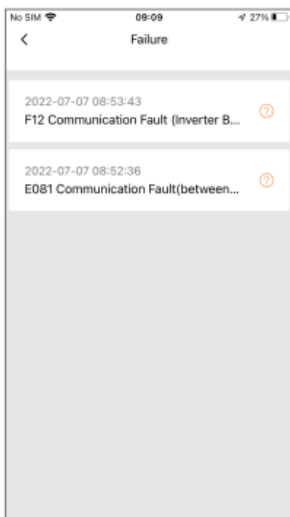 No SIM 09:09 27%
Failure
2022-07-07 08:53:43
F12 Communication Fault (Inverter B...
2022-07-07 08:52:36
E081 Communication Fault(between...